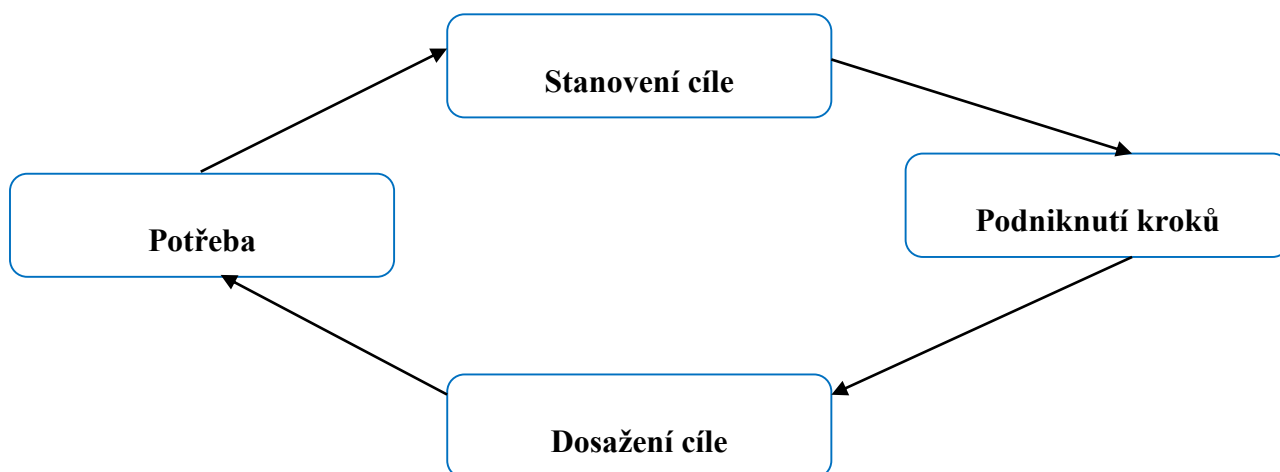 Stanovení cíle
Podniknutí kroků
Potřeba
Dosažení cíle